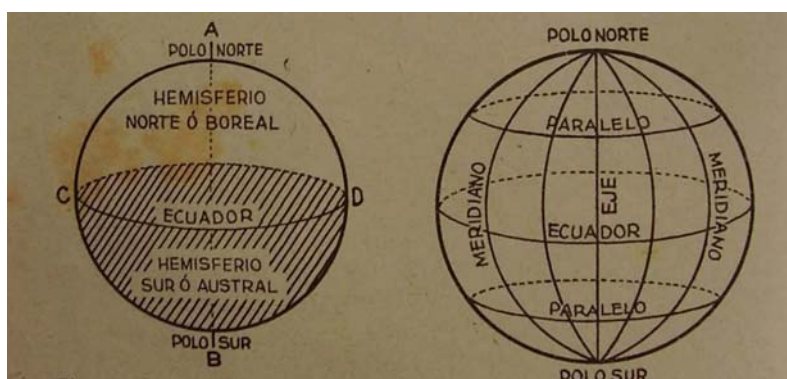 A
POLO NORTE
HEMISFERIO
NORTE Ó BOREAL
C
D
ECUADOR
HEMISFERIO
SUR Ó AUSTRAL
POLO SUR
B
POLO NORTE
PARALELO
MERIDIANO
EJE
MERIDIANO
ECUADOR
PARALELO
POLO SUR